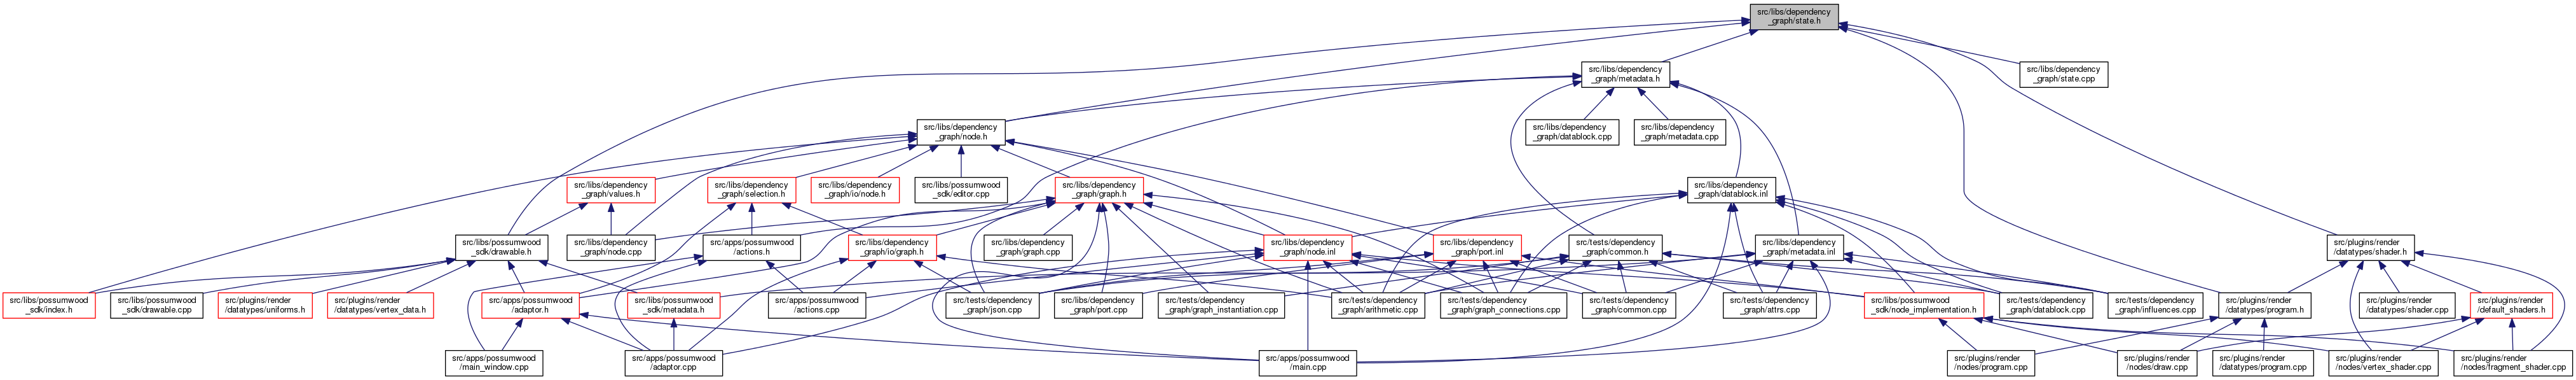 src/libs/dependency
_graph/state.h
src/libs/dependency
_graph/metadata.h
src/libs/dependency
_graph/state.cpp
src/libs/dependency
_graph/node.h
src/libs/dependency
_graph/datablock.cpp
src/libs/dependency
_graph/metadata.cpp
src/libs/dependency
_graph/values.h
src/libs/dependency
_graph/selection.h
src/libs/dependency
_graph/io/node.h
src/libs/possumwood
_sdk/editor.cpp
src/libs/dependency
_graph/graph.h
src/libs/dependency
_graph/datablock.inl
src/libs/possumwood
_sdk/drawable.h
src/libs/dependency
_graph/node.cpp
src/apps/possumwood
/actions.h
src/libs/dependency
_graph/io/graph.h
src/libs/dependency
_graph/graph.cpp
src/libs/dependency
_graph/node.inl
src/libs/dependency
_graph/port.inl
src/tests/dependency
_graph/common.h
src/libs/dependency
_graph/metadata.inl
src/plugins/render
/datatypes/shader.h
src/libs/possumwood
_sdk/index.h
src/libs/possumwood
_sdk/drawable.cpp
src/plugins/render
/datatypes/uniforms.h
src/plugins/render
/datatypes/vertex_data.h
src/apps/possumwood
/adaptor.h
src/libs/possumwood
_sdk/metadata.h
src/apps/possumwood
/actions.cpp
src/tests/dependency
_graph/json.cpp
src/libs/dependency
_graph/port.cpp
src/tests/dependency
_graph/graph_instantiation.cpp
src/tests/dependency
_graph/arithmetic.cpp
src/tests/dependency
_graph/graph_connections.cpp
src/tests/dependency
_graph/common.cpp
src/tests/dependency
_graph/attrs.cpp
src/libs/possumwood
_sdk/node_implementation.h
src/tests/dependency
_graph/datablock.cpp
src/tests/dependency
_graph/influences.cpp
src/plugins/render
/datatypes/program.h
src/plugins/render
/datatypes/shader.cpp
src/plugins/render
/default_shaders.h
src/apps/possumwood
/main_window.cpp
src/apps/possumwood
/adaptor.cpp
src/apps/possumwood
/main.cpp
src/plugins/render
/nodes/program.cpp
src/plugins/render
/nodes/draw.cpp
src/plugins/render
/datatypes/program.cpp
src/plugins/render
/nodes/vertex_shader.cpp
src/plugins/render
/nodes/fragment_shader.cpp